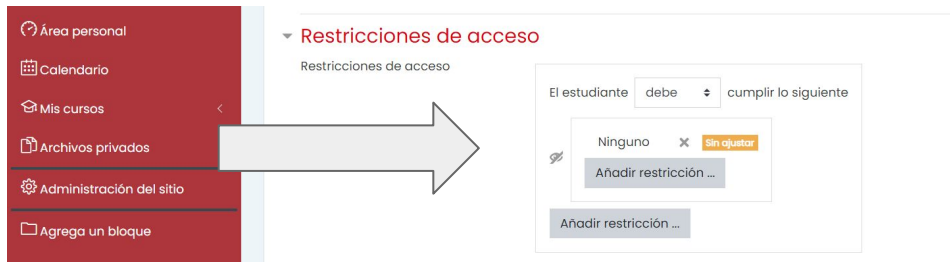 Área personal
Calendario
Mis cursos
Archivos privados
Administración del sitio
Agrega un bloque
Restricciones de acceso
Restricciones de acceso
El estudiante debe cumplir lo siguiente
Ninguno Sin ajustar
Añadir restricción ...
Añadir restricción ...